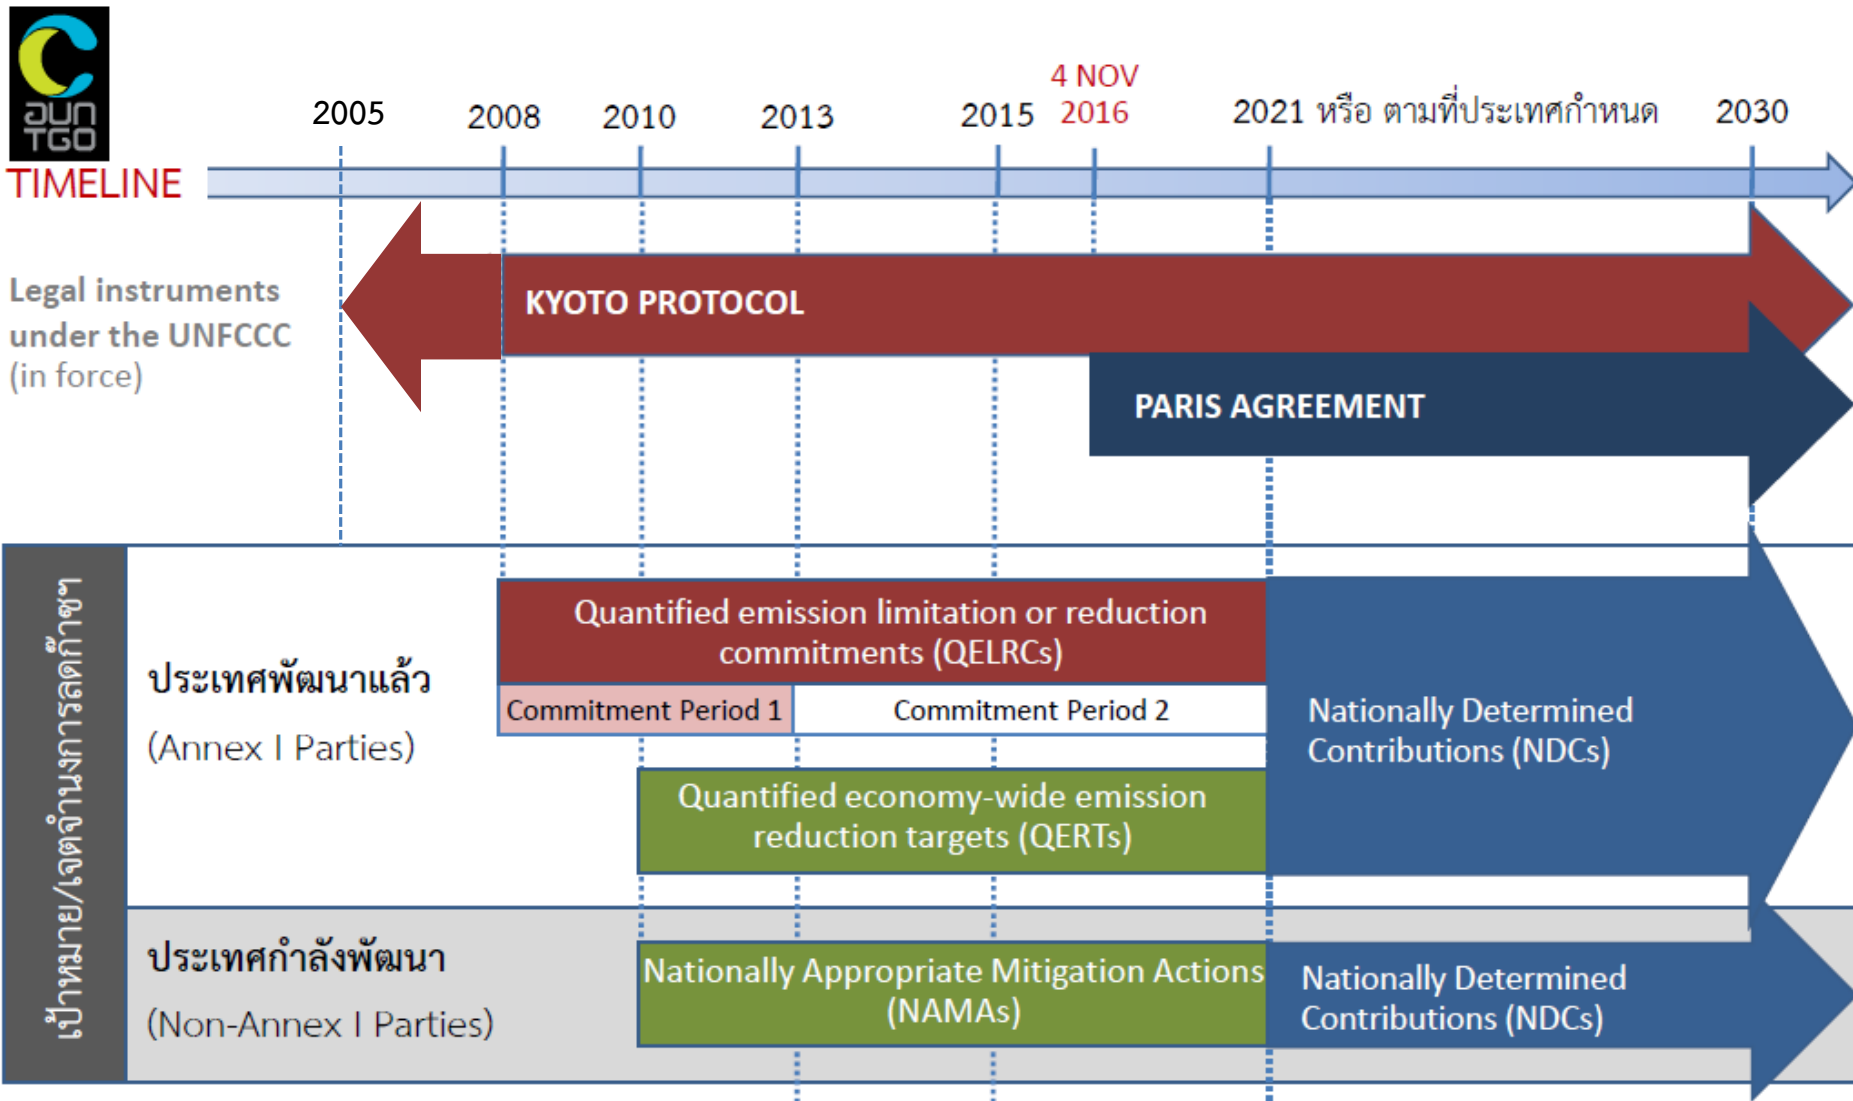 อบก
TGO
TIMELINE
2005
2008
2010
2013
2015
4 NOV
2016
2021 หรือ ตามที่ประเทศกำหนด
2030
Legal instruments
under the UNFCCC
(in force)
KYOTO PROTOCOL
PARIS AGREEMENT
เป้าหมาย/เจตจำนงการลดก๊าซฯ
ประเทศพัฒนาแล้ว
(Annex I Parties)
Quantified emission limitation or reduction
commitments (QELRCs)
Commitment Period 1
Commitment Period 2
Quantified economy-wide emission
reduction targets (QERTs)
Nationally Determined
Contributions (NDCs)
ประเทศกำลังพัฒนา
(Non-Annex I Parties)
Nationally Appropriate Mitigation Actions
(NAMAs)
Nationally Determined
Contributions (NDCs)